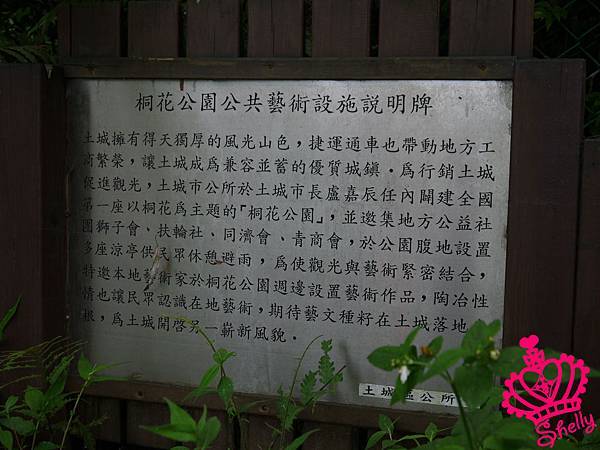 桐花公園公共藝術設施說明牌
土城擁有得天獨厚的風光山色，捷運通車也帶動地方工
商繁榮，讓土城成爲兼容並蓄的優質城鎮。爲行銷土城
促進觀光，土城市公所於土城市長盧嘉辰任內闢建全國
第一座以桐花爲主題的「桐花公園」，並邀集地方公益社
團獅子會、扶輪社、同濟會、青商會，於公園腹地設置
多座涼亭供民眾休憩避雨，爲使觀光與藝術緊密結合，
特邀本地藝術家於桐花公園週邊設置藝術作品，陶冶性
情也讓民眾認識在地藝術，期待藝文種籽在土城落地
根，爲土城開啓另一嶄新風貌。
土城區公所
Shelly